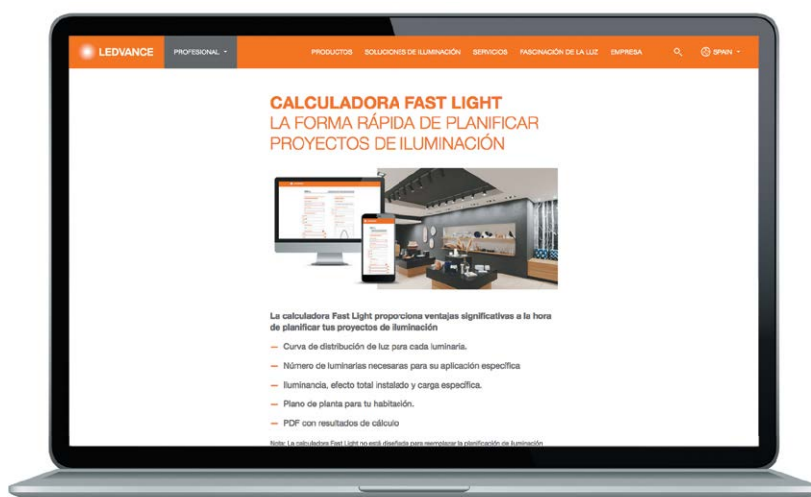 LEDVANCE
PROFESIONAL
PRODUCTOS SOLUCIONES DE ILUMINACIÓN SERVICIOS FASCINACIÓN DE LA LUZ EMPRESA SPAIN
CALCULADORA FAST LIGHT
LA FORMA RÁPIDA DE PLANIFICAR
PROYECTOS DE ILUMINACIÓN
La calculadora Fast Light proporciona ventajas significativas a la hora
de planificar tus proyectos de iluminación
– Curva de distribución de luz para cada luminaria.
– Número de luminarias necesaras para su aplicación específica
– Iluminancia, efecto total instalado y carga específica.
– Plano de planta para tu habitación.
– PDF con resultados de cálculo
Nota: La calculadora Fast Light no está diseñada para reemplazar la planificación de iluminación